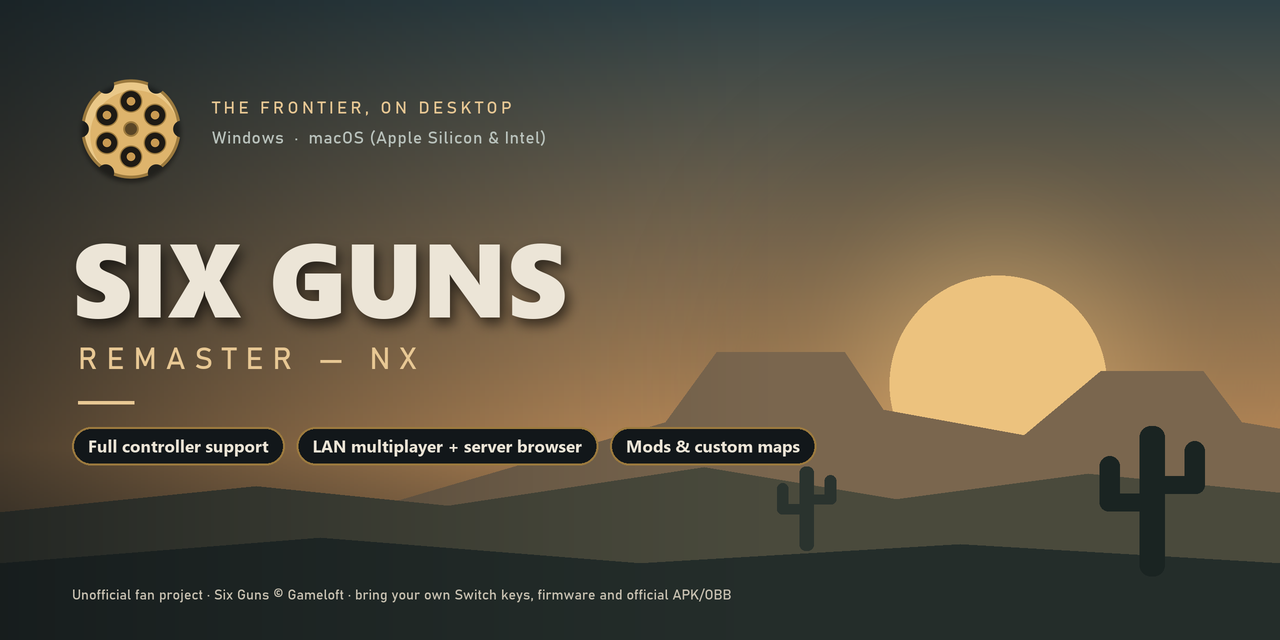 THE FRONTIER, ON DESKTOP
Windows · macOS (Apple Silicon & Intel)
SIX GUNS
REMASTER — NX
Full controller support
LAN multiplayer + server browser
Mods & custom maps
Unofficial fan project · Six Guns © Gameloft · bring your own Switch keys, firmware and official APK/OBB